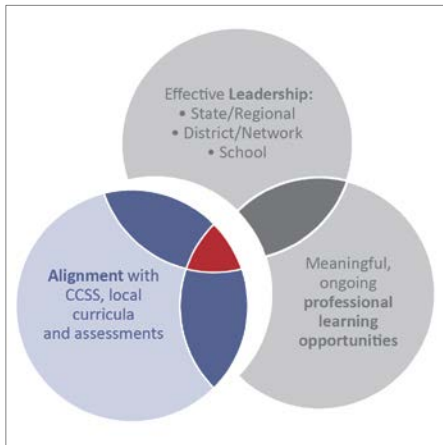 Effective Leadership:
• State/Regional
• District/Network
• School
Alignment with
CCSS, local
curricula
and assessments
Meaningful,
ongoing
professional
learning
opportunities